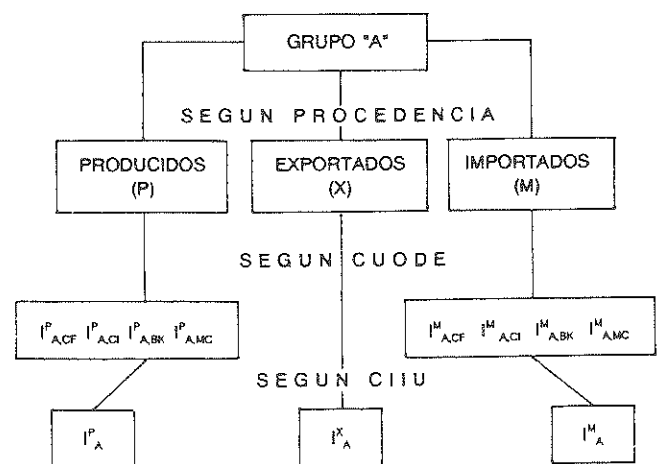 GRUPO "A"
SEGUN PROCEDENCIA
PRODUCIDOS
(P)
EXPORTADOS
(X)
IMPORTADOS
(M)
SEGUN CUODE
I^P_A,CF I^P_A,CI I^P_A,BK I^P_A,MC
I^M_A,CF I^M_A,CI I^M_A,BK I^M_A,MC
SEGUN CIIU
I^P_A
I^X_A
I^M_A